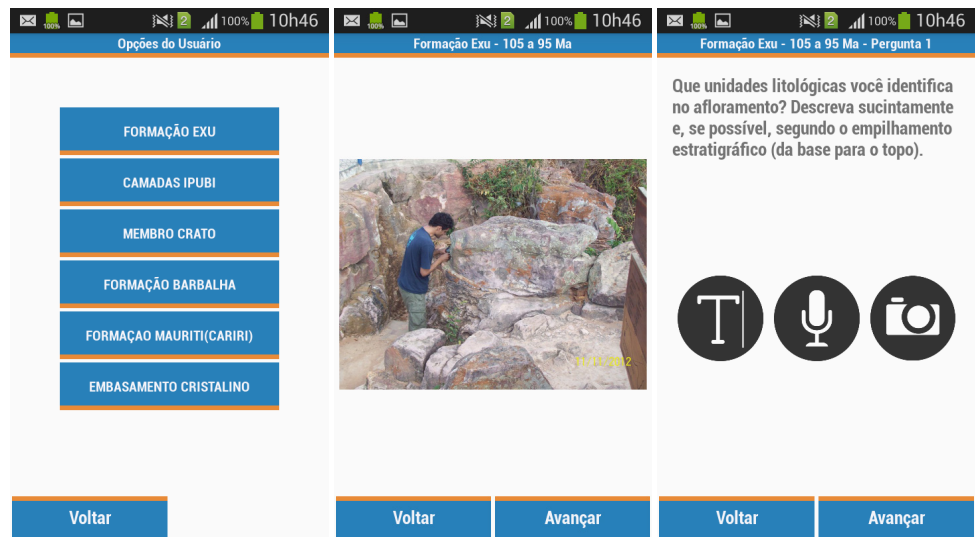 100%
2
100%
10h46
Opções do Usuário
FORMAÇÃO EXU
CAMADAS IPUBI
MEMBRO CRATO
FORMAÇÃO BARBALHA
FORMAÇAO MAURITI(CARIRI)
EMBASAMENTO CRISTALINO
Voltar
100%
2
100%
10h46
Formação Exu - 105 a 95 Ma
Voltar
Avançar
100%
2
100%
10h46
Formação Exu - 105 a 95 Ma - Pergunta 1
Que unidades litológicas você identifica
no afloramento? Descreva sucintamente
e, se possível, segundo o empilhamento
estratigráfico (da base para o topo).
T
Voltar
Avançar